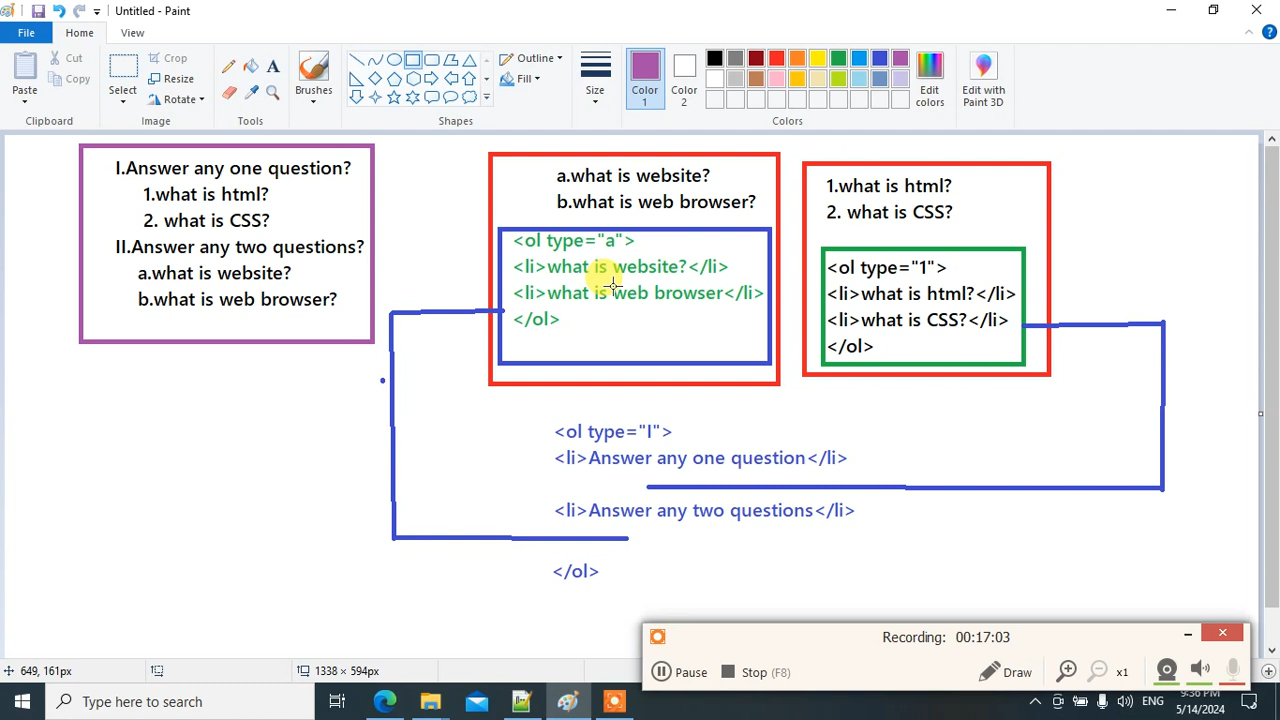 Untitled - Paint
File
Home
View
Paste
Cut
Copy
Clipboard
Select
Crop
Resize
Rotate
Image
Tools
Brushes
Shapes
Outline
Fill
Size
Color
1
Color
2
Edit
colors
Colors
Edit with
Paint 3D
I.Answer any one question?
1.what is html?
2. what is CSS?
II.Answer any two questions?
a.what is website?
b.what is web browser?
a.what is website?
b.what is web browser?
<ol type="a">
<li>what is website?</li>
<li>what is web browser</li>
</ol>
1.what is html?
2. what is CSS?
<ol type="1">
<li>what is html?</li>
<li>what is CSS?</li>
</ol>
<ol type="I">
<li>Answer any one question</li>
<li>Answer any two questions</li>
</ol>
Recording: 00:17:03
Pause
Stop (F8)
Draw
x1
649, 161px
1338 × 594px
Type here to search
ENG
9:36 PM
5/14/2024